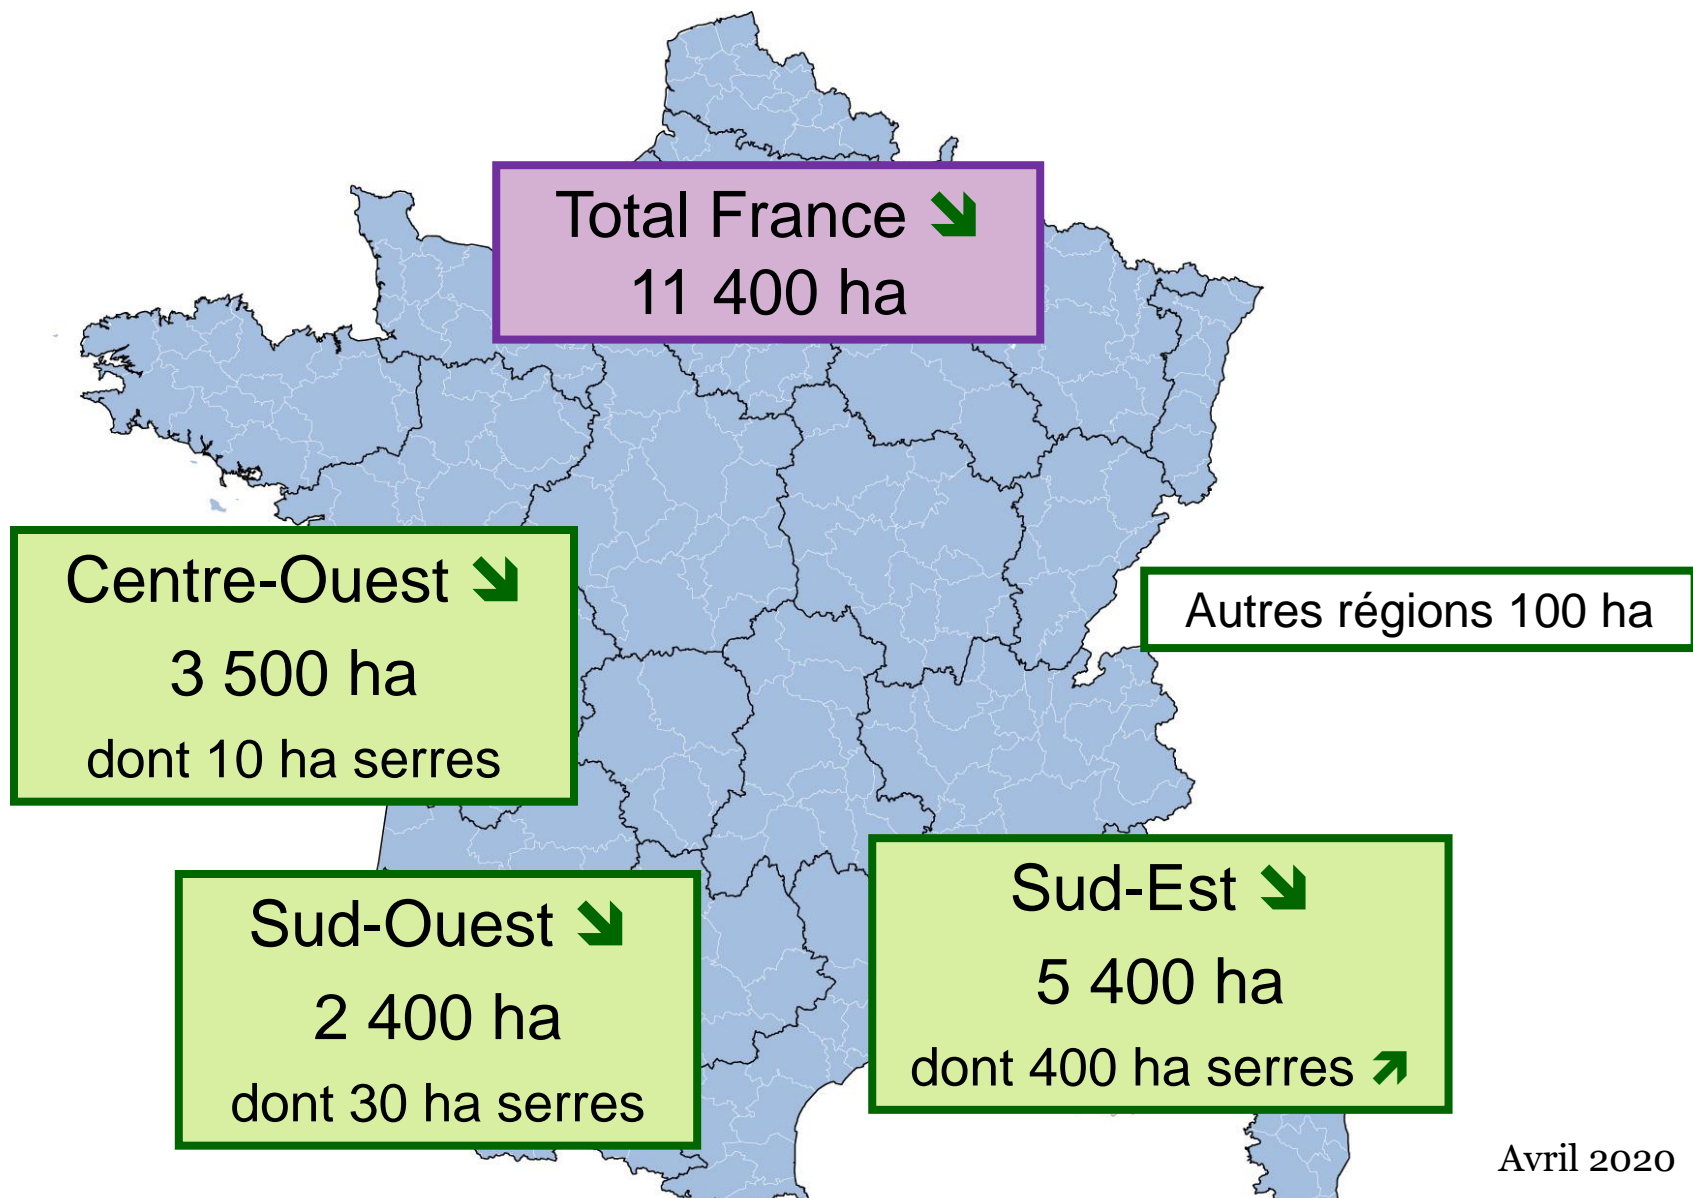 Total France ↘
11 400 ha
Centre-Ouest ↘
3 500 ha
dont 10 ha serres
Autres régions 100 ha
Sud-Ouest ↘
2 400 ha
dont 30 ha serres
Sud-Est ↘
5 400 ha
dont 400 ha serres ↗
Avril 2020